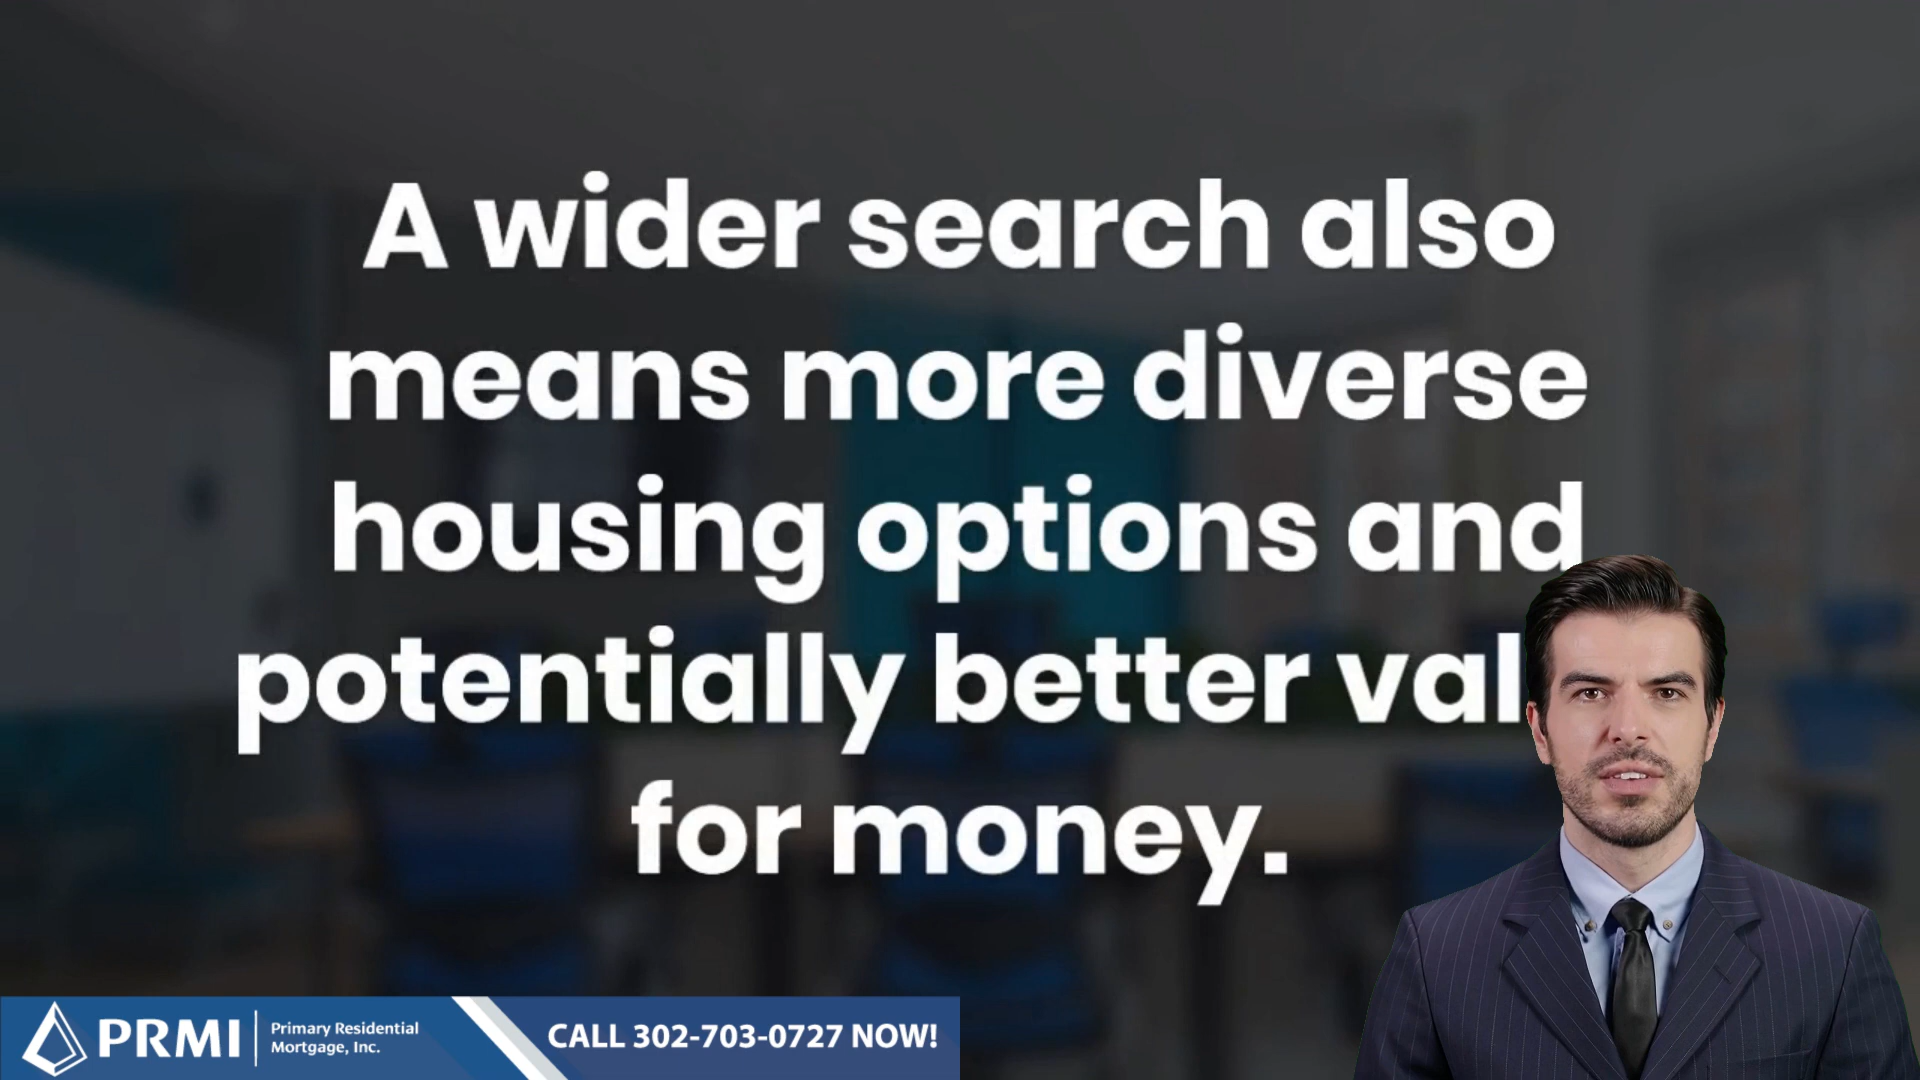 A wider search also
means more diverse
housing options and
potentially better val
for money.
PRMI
Primary Residential
Mortgage, Inc.
CALL 302-703-0727 NOW!